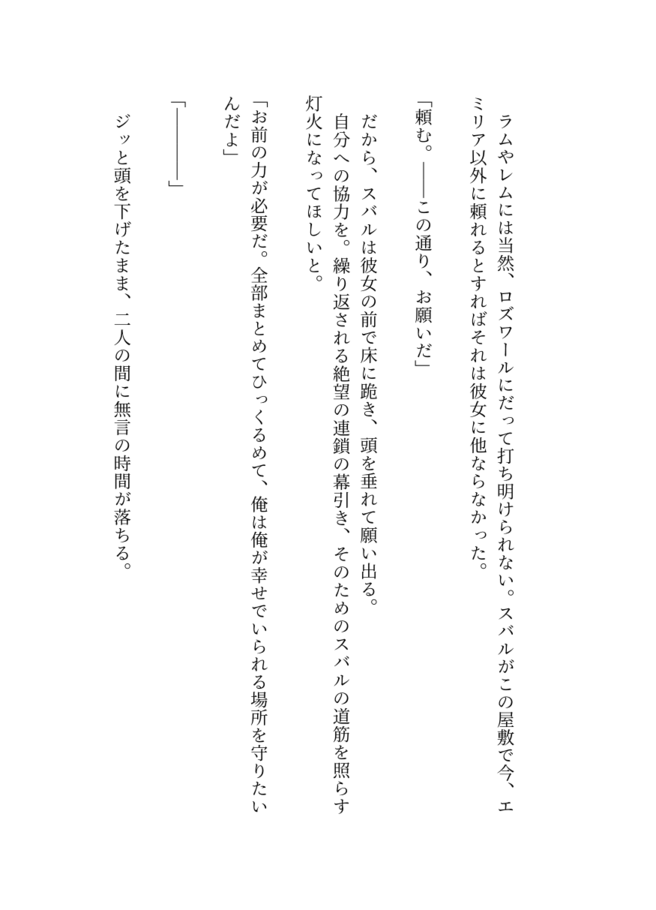 ラムやレムには当然、ロズワールにだって打ち明けられない。スバルがこの屋敷で今、エ
ミリア以外に頼れるとすればそれは彼女に他ならなかった。
「頼む。――この通り、お願いだ」
だから、スバルは彼女の前で床に跪き、頭を垂れて願い出る。
自分への協力を。繰り返される絶望の連鎖の幕引き、そのためのスバルの道筋を照らす
灯火になってほしいと。
「お前の力が必要だ。全部まとめてひっくるめて、俺は俺が幸せでいられる場所を守りたい
んだよ」
「――――」
ジッと頭を下げたまま、二人の間に無言の時間が落ちる。